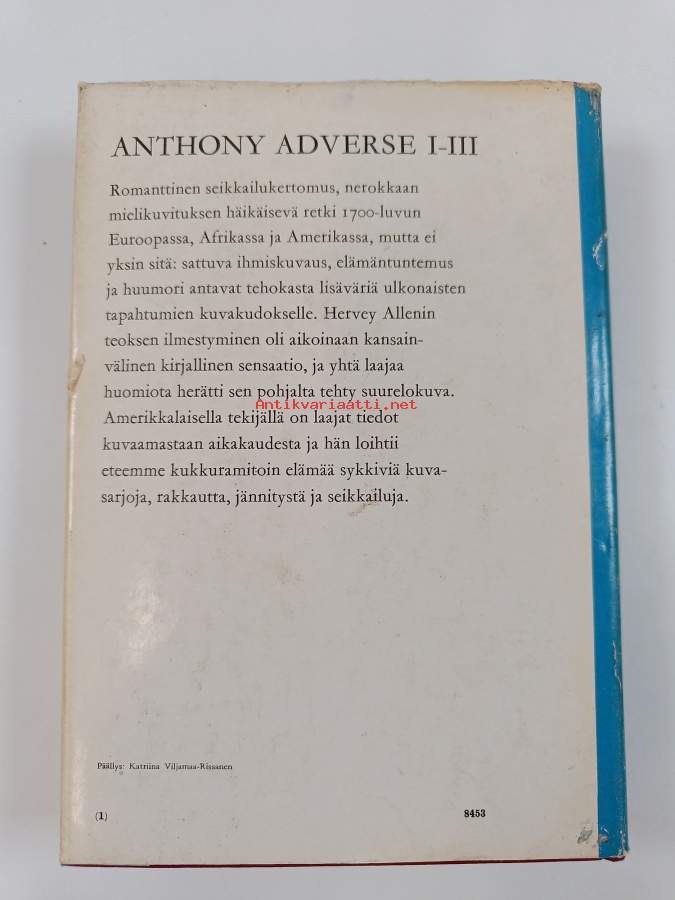 ANTHONY ADVERSE I-III
Romanttinen seikkailukertomus, nerokkaan
mielikuvituksen häikäisevä retki 1700-luvun
Euroopassa, Afrikassa ja Amerikassa, mutta ei
yksin sitä: sattuva ihmiskuvaus, elämäntuntemus
ja huumori antavat tehokasta lisäväriä ulkonaisten
tapahtumien kuvakudokselle. Hervey Allenin
teoksen ilmestyminen oli aikoinaan kansain-
välinen kirjallinen sensaatio, ja yhtä laajaa
huomiota herätti sen pohjalta tehty suurelokuva.
Antikvariaatti.net
Amerikkalaisella tekijällä on laajat tiedot
kuvaamastaan aikakaudesta ja hän loihtii
eteemme kukkuramitoin elämää sykkiviä kuva-
sarjoja, rakkautta, jännitystä ja seikkailuja.
Päällys: Katriina Viljamaa-Rissanen
(1) 8453